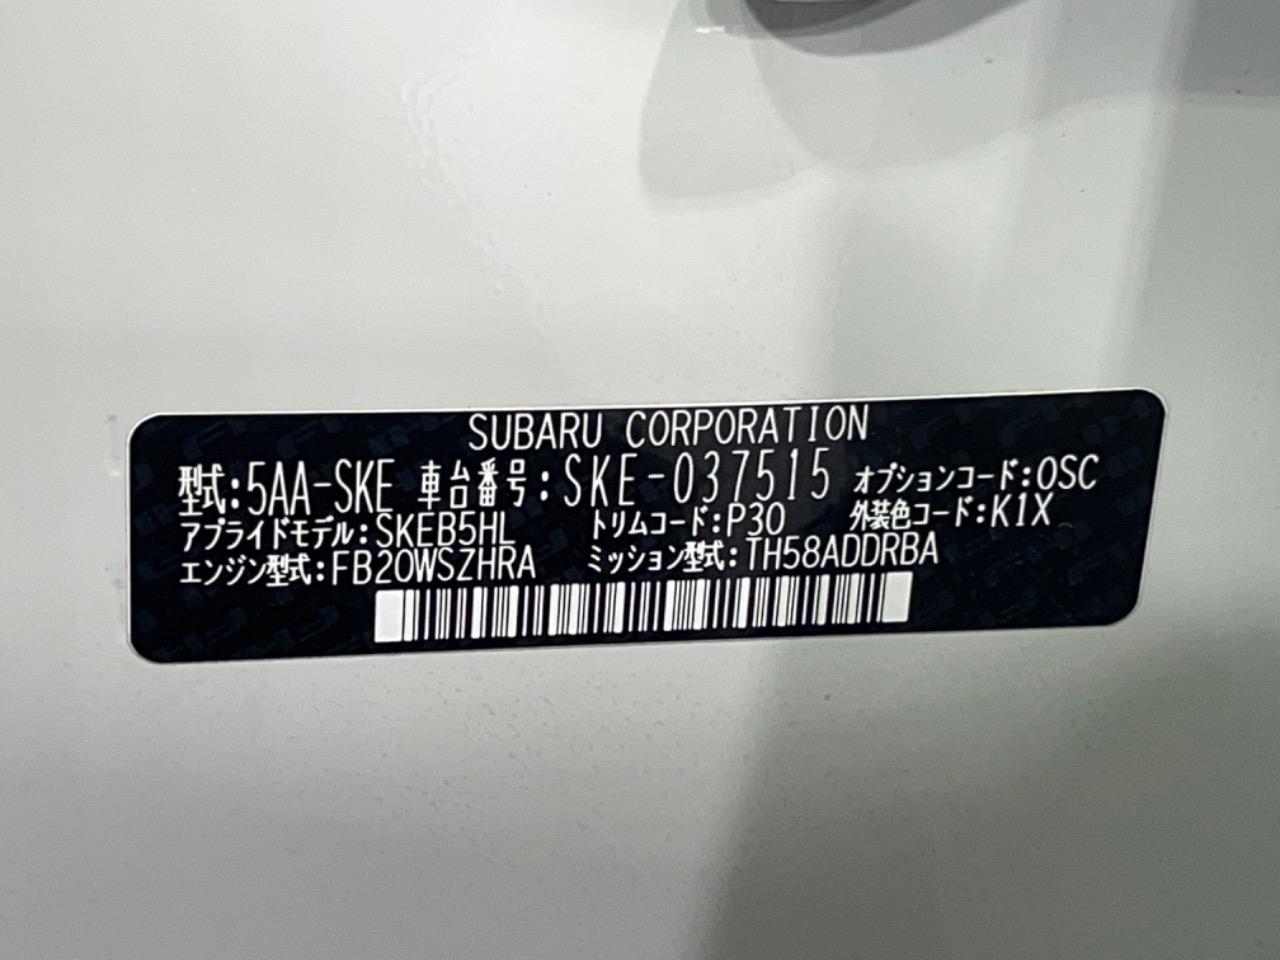 SUBARU CORPORATION
型式:5AA-SKE 車台番号:SKE-037515 オプションコード:OSC
アプライドモデル:SKEB5HL トリムコード:P30 外装色コード:K1X
エンジン型式:FB20WSZHRA ミッション型式:TH58ADDRBA